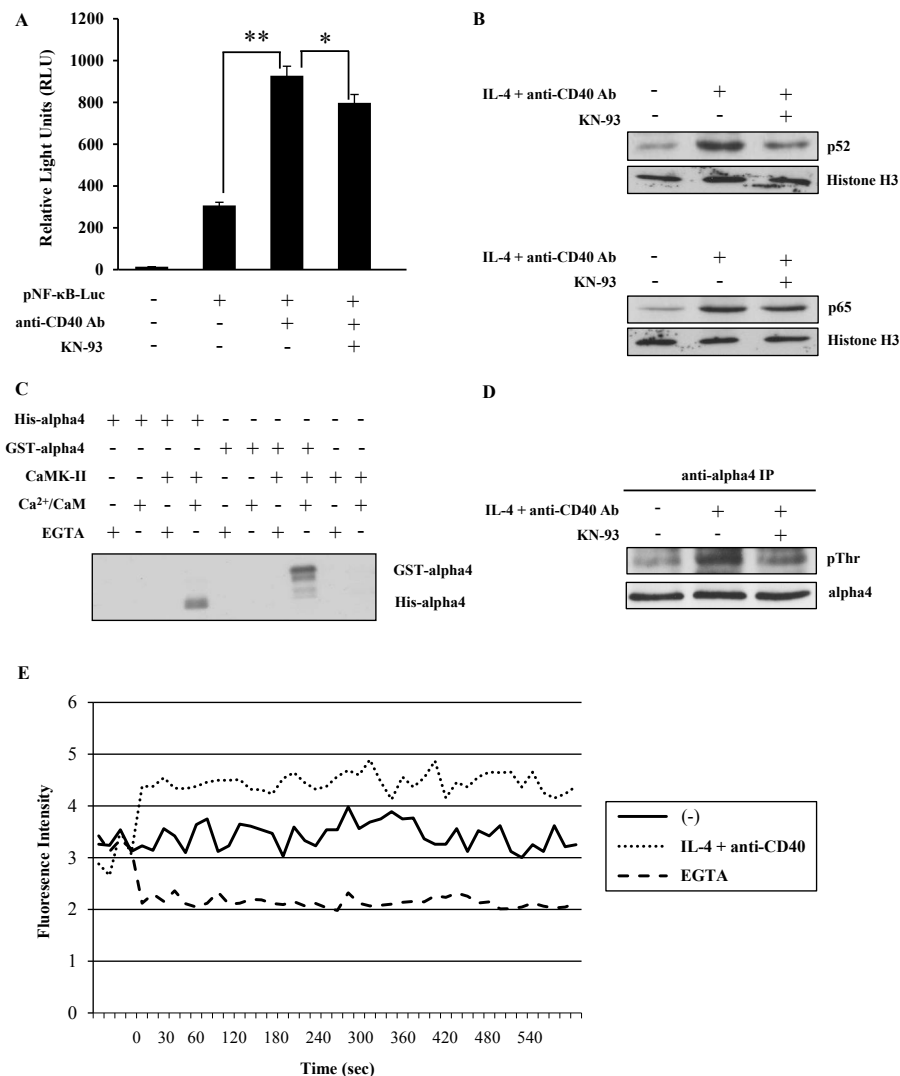 A
1200
1000
800
600
400
200
0
Relative Light Units (RLU)
** *
pNF-κB-Luc - + + +
anti-CD40 Ab - - + +
KN-93 - - - +
B
IL-4 + anti-CD40 Ab - + +
KN-93 - - +
p52
Histone H3
IL-4 + anti-CD40 Ab - + +
KN-93 - - +
p65
Histone H3
C
His-alpha4 + + + + - - - - - -
GST-alpha4 - - - - + + + + - -
CaMK-II - - + + - - + + + +
Ca2+/CaM - + - + - + - + - +
EGTA + - + - + - + - + -
GST-alpha4
His-alpha4
D
anti-alpha4 IP
IL-4 + anti-CD40 Ab - + +
KN-93 - - +
pThr
alpha4
E
6
5
4
3
2
1
0
Fluoresence Intensity
0 30 60 120 180 240 300 360 420 480 540
Time (sec)
(-)
IL-4 + anti-CD40
EGTA